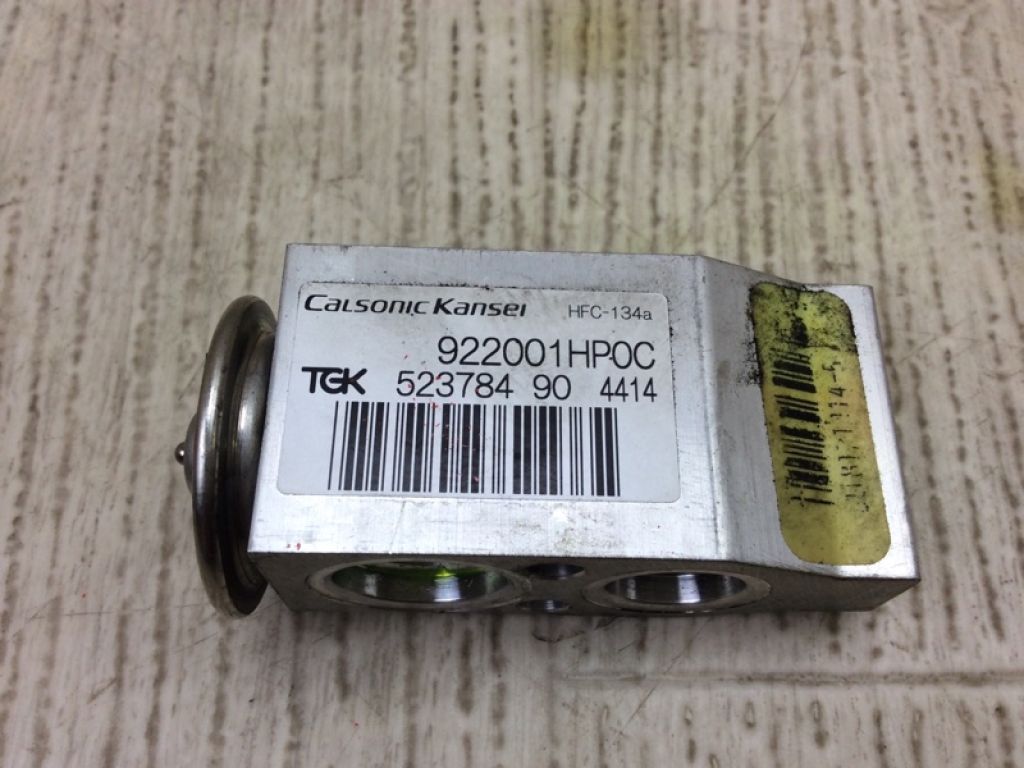 Calsonic Kansei HFC-134a
922001HP0C
TGK 523784 90 4414